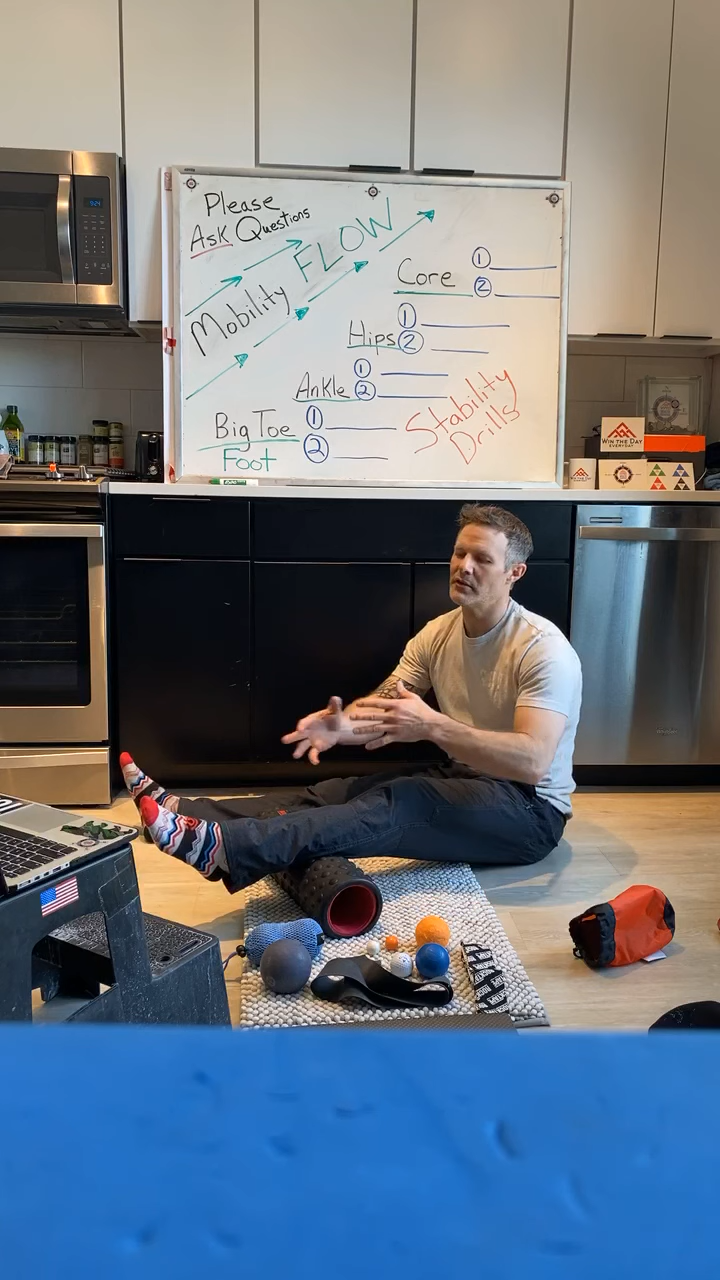 Please
Ask Questions
Mobility FLOW
Core ① ②
Hips ① ②
Ankle ① ②
Big Toe ① ②
Foot
Stability
Drills
WIN THE DAY
EVERYDAY